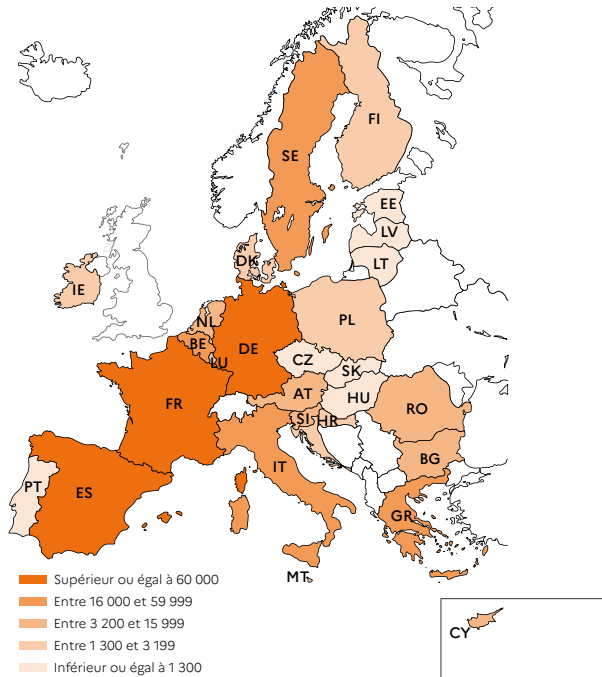 FI
SE
EE
LV
LT
DK
IE
NL
PL
BE
DE
LU
CZ
SK
FR
AT
HU
RO
SI
HR
BG
IT
PT
ES
GR
MT
CY
Supérieur ou égal à 60 000
Entre 16 000 et 59 999
Entre 3 200 et 15 999
Entre 1 300 et 3 199
Inférieur ou égal à 1 300